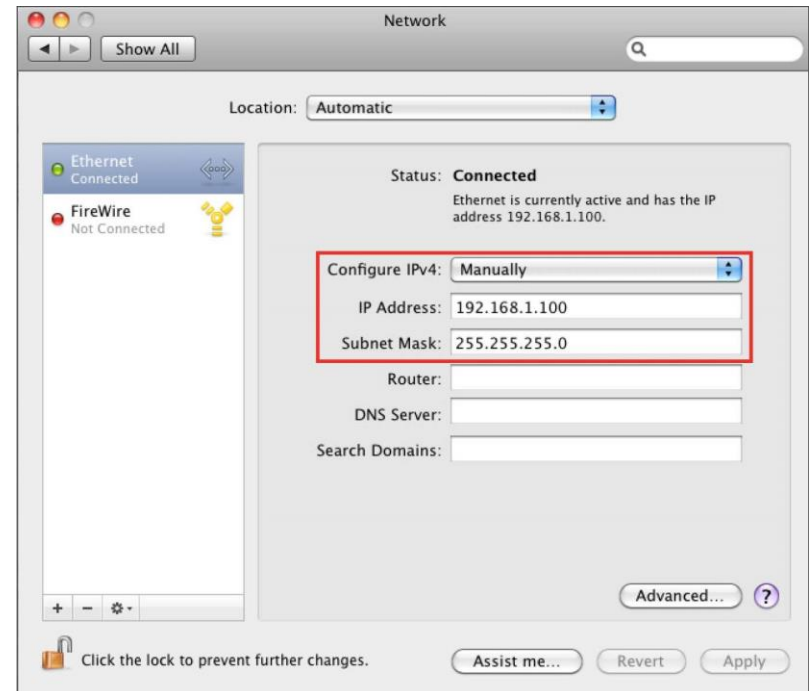 Network
Show All
Location: Automatic
Ethernet
Connected
FireWire
Not Connected
Status: Connected
Ethernet is currently active and has the IP
address 192.168.1.100.
Configure IPv4: Manually
IP Address: 192.168.1.100
Subnet Mask: 255.255.255.0
Router:
DNS Server:
Search Domains:
Advanced... ?
Click the lock to prevent further changes.
Assist me... Revert Apply